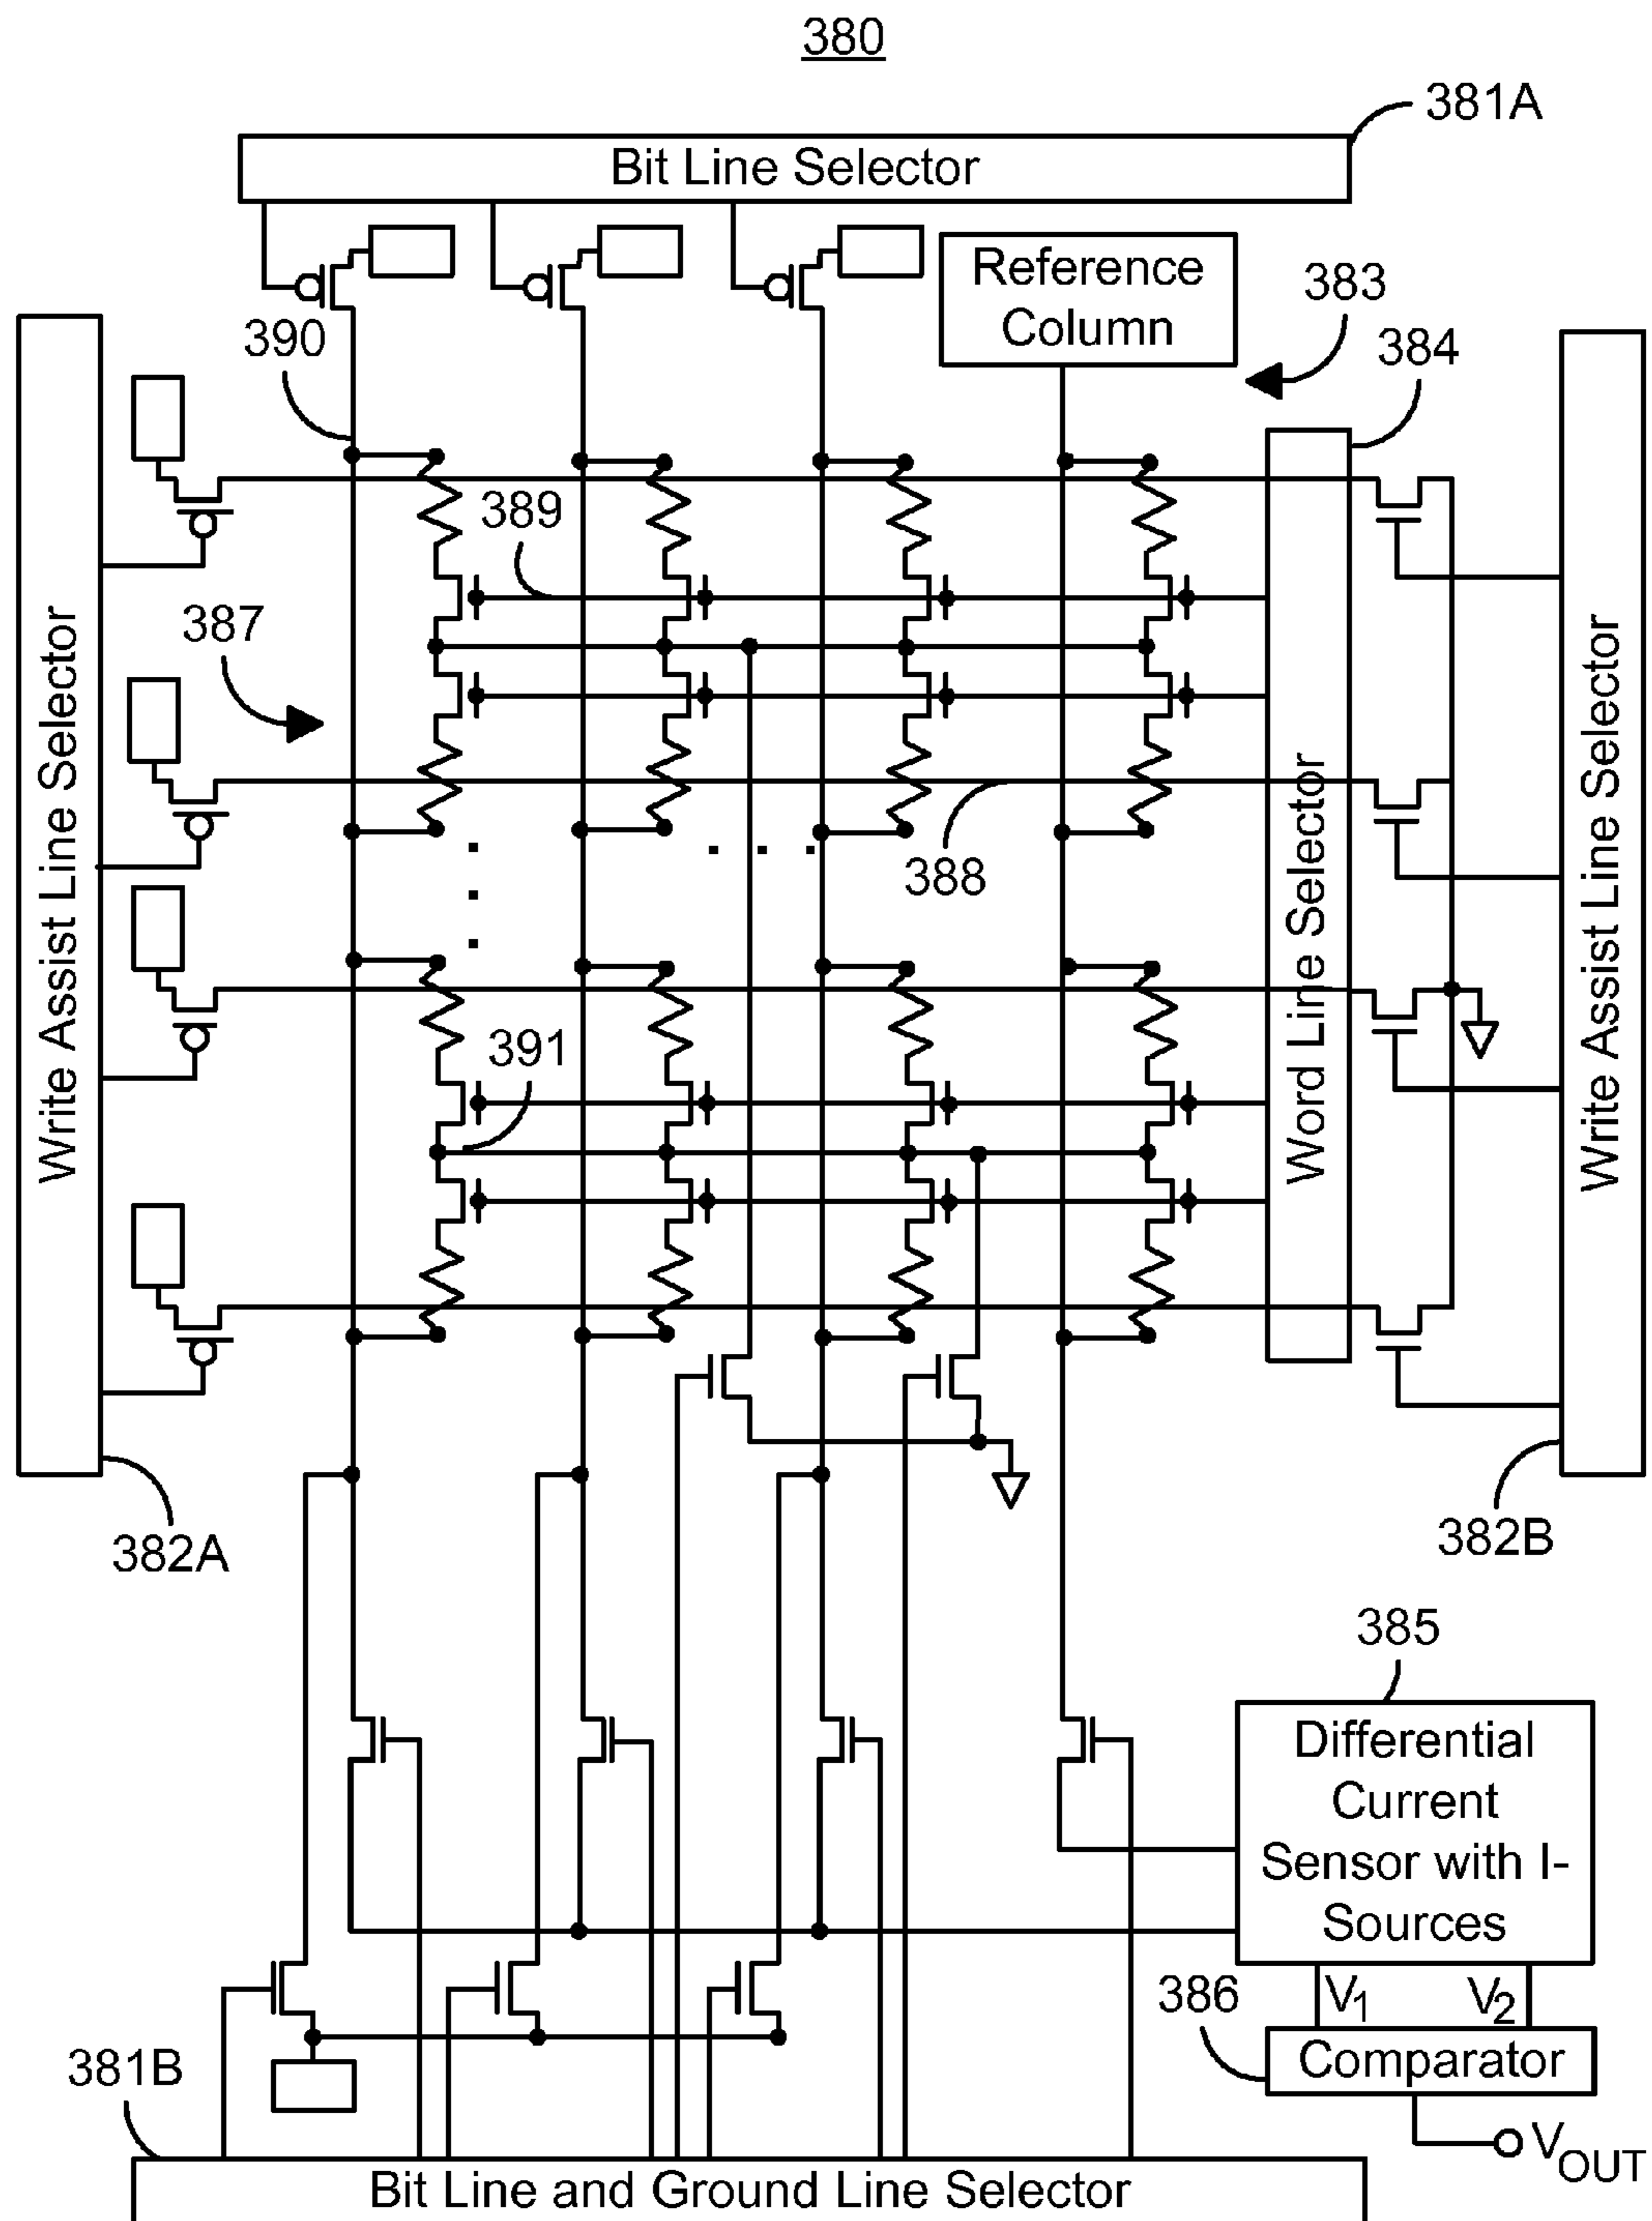 380
381A
Bit Line Selector
Reference
Column
383
390
384
389
387
Write Assist Line Selector
388
Word Line Selector
Write Assist Line Selector
391
382A
382B
385
Differential
Current
Sensor with I-
Sources
V1 V2
386
Comparator
381B
VOUT
Bit Line and Ground Line Selector